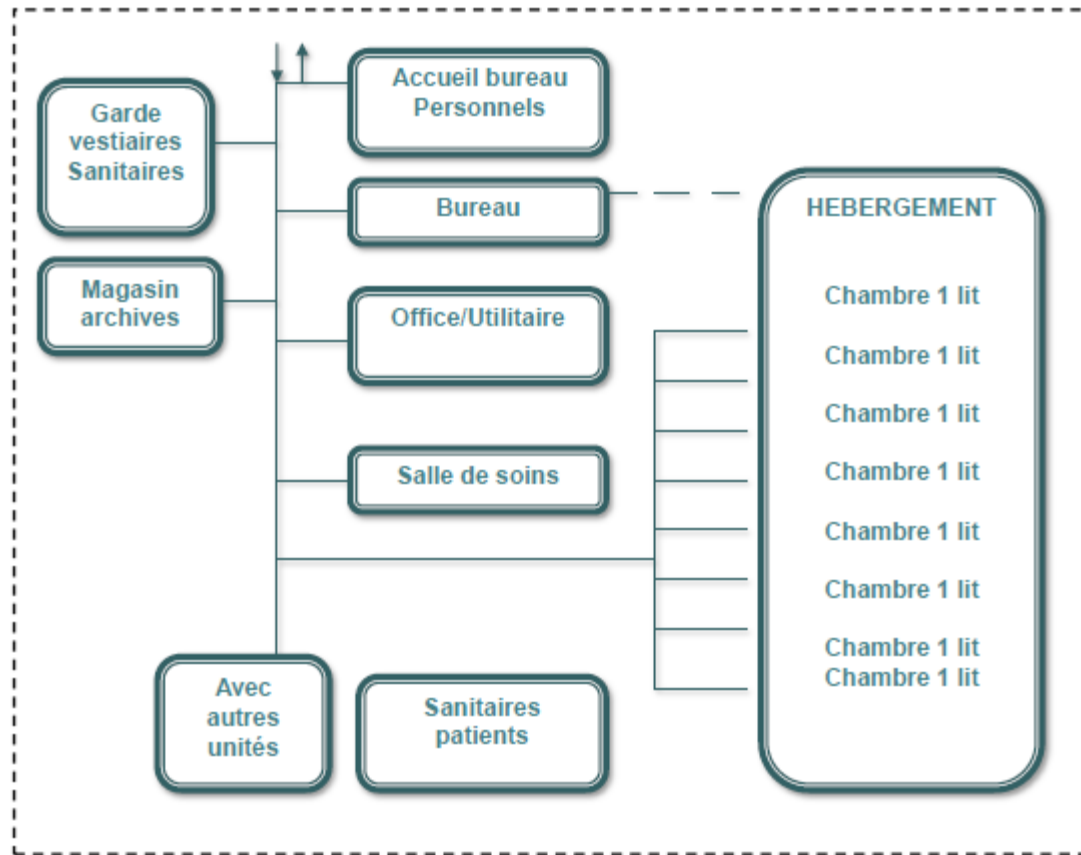 Accueil bureau
Personnels
Garde
vestiaires
Sanitaires
Bureau
HEBERGEMENT
Magasin
archives
Office/Utilitaire
Chambre 1 lit
Chambre 1 lit
Chambre 1 lit
Chambre 1 lit
Chambre 1 lit
Chambre 1 lit
Chambre 1 lit
Chambre 1 lit
Salle de soins
Avec
autres
unités
Sanitaires
patients